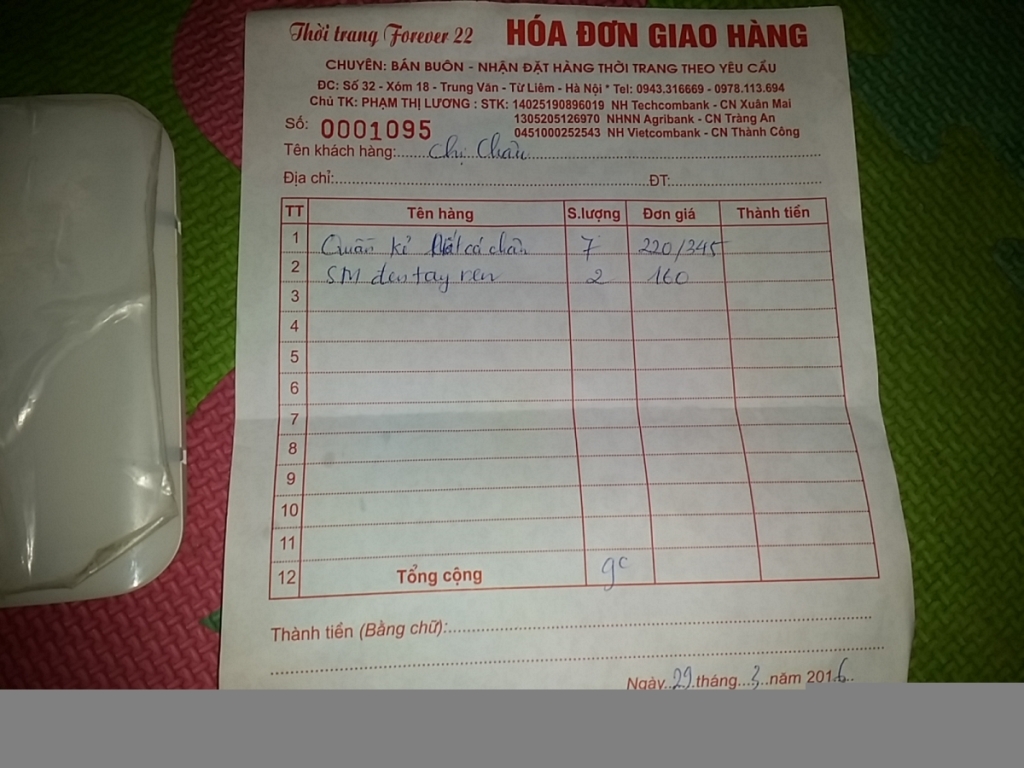 Thời trang Forever 22 HÓA ĐƠN GIAO HÀNG
CHUYÊN: BÁN BUÔN - NHẬN ĐẶT HÀNG THỜI TRANG THEO YÊU CẦU
ĐC: Số 32 - Xóm 18 - Trung Văn - Từ Liêm - Hà Nội * Tel: 0943.316669 - 0978.113.694
Chủ TK: PHẠM THỊ LƯƠNG : STK: 14025190896019 NH Techcombank - CN Xuân Mai
1305205126970 NHNN Agribank - CN Tràng An
Số: 0001095 0451000252543 NH Vietcombank - CN Thành Công
Tên khách hàng: Chị Châu
Địa chỉ: ĐT:
TT Tên hàng S.lượng Đơn giá Thành tiền
1 Quần kẻ cá chân 7 220/345
2 SM đen tay ren 2 160
3
4
5
6
7
8
9
10
11
12 Tổng cộng 9c
Thành tiền (Bằng chữ):
Ngày 29 tháng 3 năm 2016